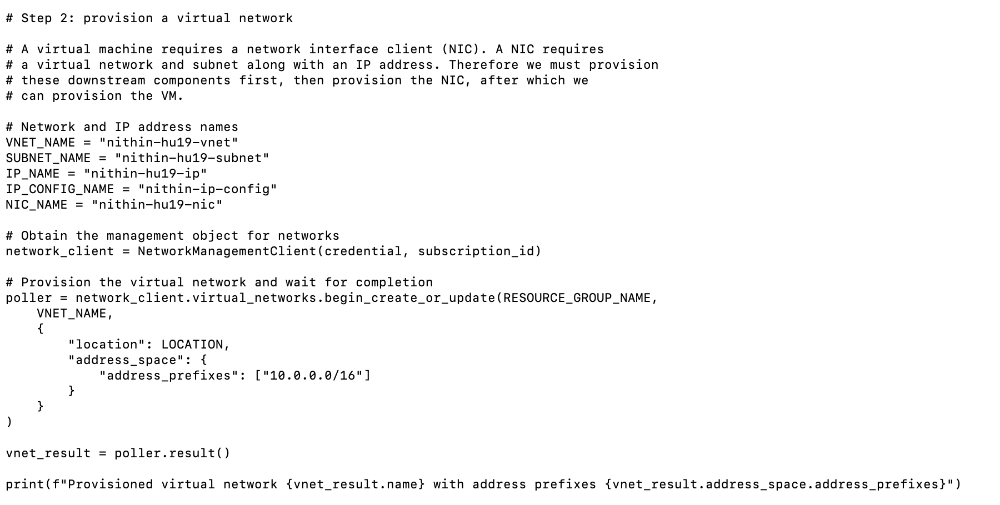 # Step 2: provision a virtual network
# A virtual machine requires a network interface client (NIC). A NIC requires
# a virtual network and subnet along with an IP address. Therefore we must provision
# these downstream components first, then provision the NIC, after which we
# can provision the VM.
# Network and IP address names
VNET_NAME = "nithin-hu19-vnet"
SUBNET_NAME = "nithin-hu19-subnet"
IP_NAME = "nithin-hu19-ip"
IP_CONFIG_NAME = "nithin-ip-config"
NIC_NAME = "nithin-hu19-nic"
# Obtain the management object for networks
network_client = NetworkManagementClient(credential, subscription_id)
# Provision the virtual network and wait for completion
poller = network_client.virtual_networks.begin_create_or_update(RESOURCE_GROUP_NAME,
    VNET_NAME,
    {
        "location": LOCATION,
        "address_space": {
            "address_prefixes": ["10.0.0.0/16"]
        }
    }
)
vnet_result = poller.result()
print(f"Provisioned virtual network {vnet_result.name} with address prefixes {vnet_result.address_space.address_prefixes}")